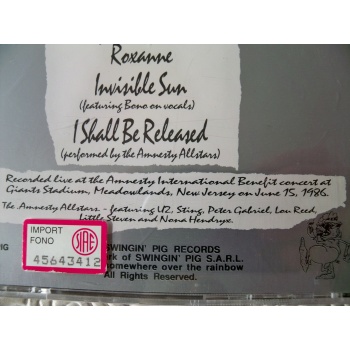 Roxanne
Invisible Sun
(featuring Bono on vocals)
I Shall Be Released
(performed by the Amnesty Allstars)
Recorded live at the Amnesty International Benefit concert at
Giants Stadium, Meadowlands, New Jersey on June 15, 1986.
The Amnesty Allstars - featuring U2, Sting, Peter Gabriel, Lou Reed,
Little Steven and Nona Hendryx.
IMPORT
FONO
SIAE
45643412
PIG
SWINGIN' PIG RECORDS
rk of SWINGIN' PIG S.A.R.L.
omewhere over the rainbow
All Rights Reserved.